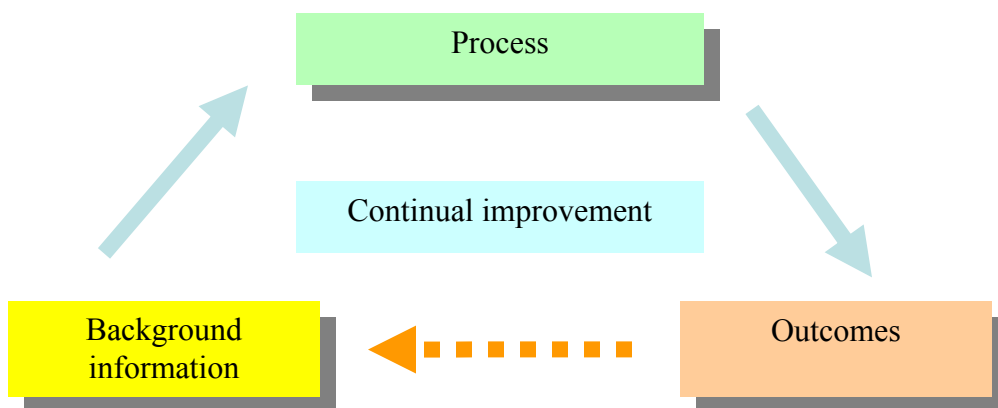 Process
Continual improvement
Background
information
Outcomes